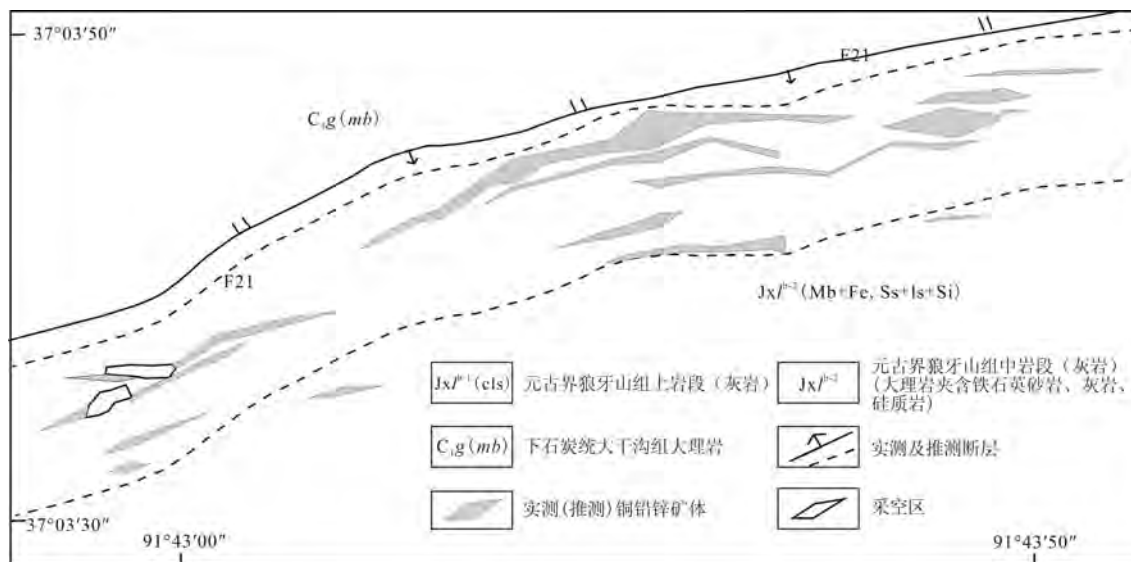 37°03′50″
F21
C₁g(mb)
F21
Jxlᵇ⁻²(Mb+Fe, Ss+ls+Si)
Jxlᵇ⁻¹(cls) 元古界狼牙山组上岩段（灰岩）
Jxlᵇ⁻² 元古界狼牙山组中岩段（灰岩）
（大理岩夹含铁石英砂岩、灰岩、
硅质岩）
C₁g(mb) 下石炭统大干沟组大理岩
实测及推测断层
实测（推测）铜铅锌矿体
采空区
37°03′30″
91°43′00″
91°43′50″